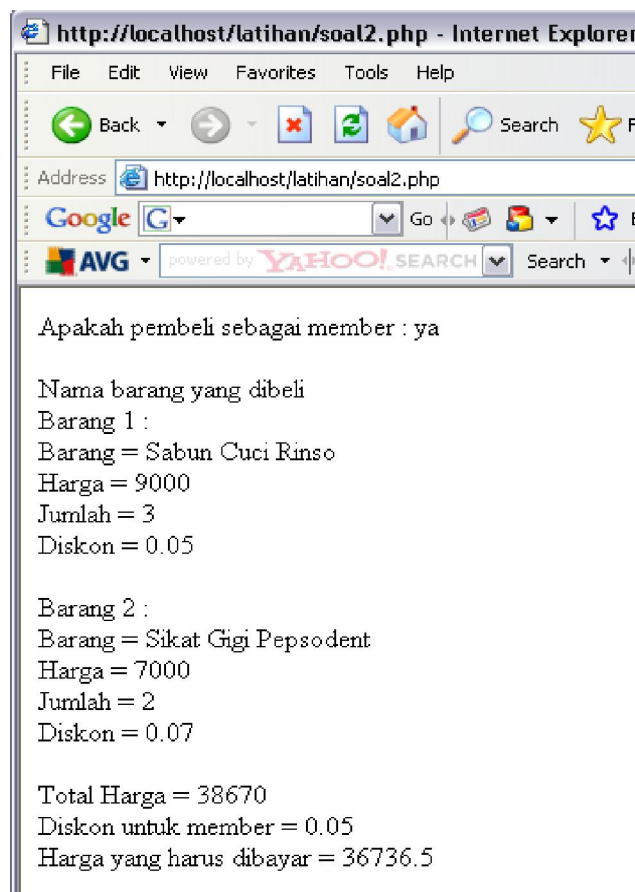 http://localhost/latihan/soal2.php - Internet Explorer
File Edit View Favorites Tools Help
Back Search F
Address http://localhost/latihan/soal2.php
Google G Go
AVG powered by YAHOO! SEARCH Search
Apakah pembeli sebagai member : ya
Nama barang yang dibeli
Barang 1 :
Barang = Sabun Cuci Rinso
Harga = 9000
Jumlah = 3
Diskon = 0.05
Barang 2 :
Barang = Sikat Gigi Pepsodent
Harga = 7000
Jumlah = 2
Diskon = 0.07
Total Harga = 38670
Diskon untuk member = 0.05
Harga yang harus dibayar = 36736.5